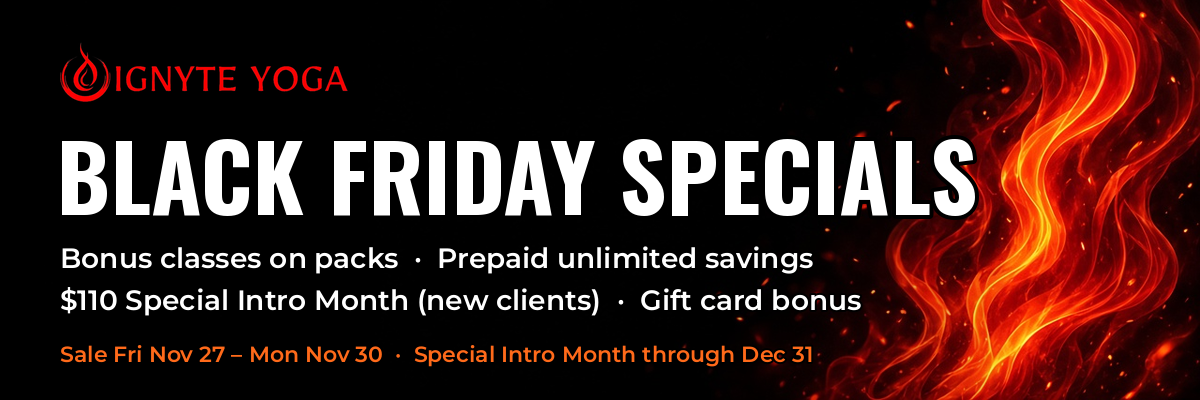 IGNYTE YOGA
BLACK FRIDAY SPECIALS
Bonus classes on packs · Prepaid unlimited savings
$110 Special Intro Month (new clients) · Gift card bonus
Sale Fri Nov 27 – Mon Nov 30 · Special Intro Month through Dec 31